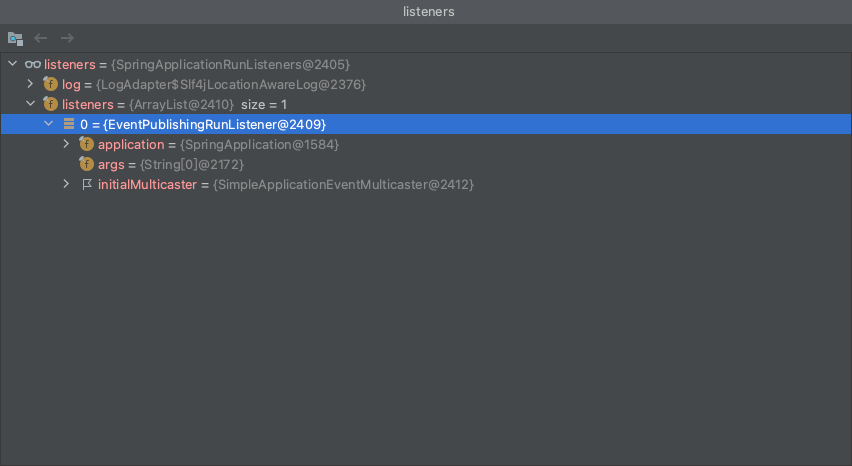 listeners
listeners = {SpringApplicationRunListeners@2405}
log = {LogAdapter$Slf4jLocationAwareLog@2376}
listeners = {ArrayList@2410} size = 1
0 = {EventPublishingRunListener@2409}
application = {SpringApplication@1584}
args = {String[0]@2172}
initialMulticaster = {SimpleApplicationEventMulticaster@2412}